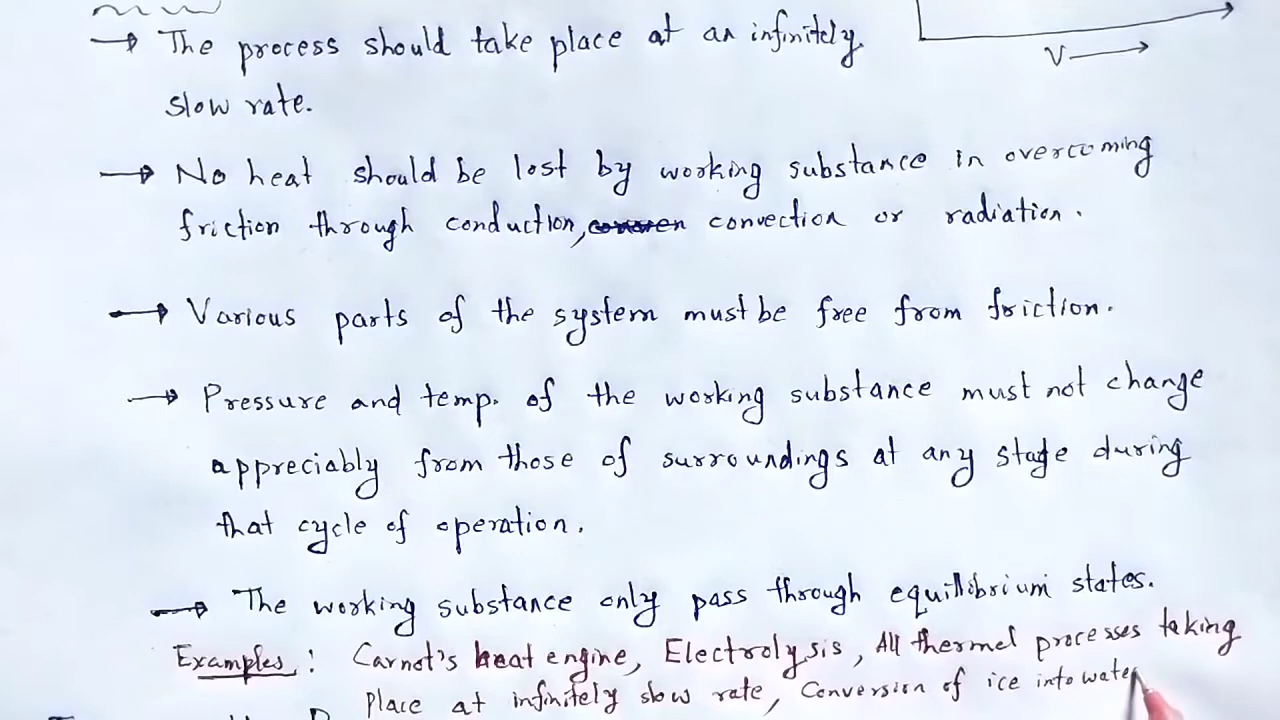 → The process should take place at an infinitely
V →
slow rate.
→ No heat should be lost by working substance in overcoming
friction through conduction, convection or radiation.
→ Various parts of the system must be free from friction.
→ Pressure and temp. of the working substance must not change
appreciably from those of surroundings at any stage during
that cycle of operation.
→ The working substance only pass through equillibrium states.
Examples : Carnot's heat engine, Electrolysis, All thermel processes taking
place at infinitely slow rate, Conversion of ice into water